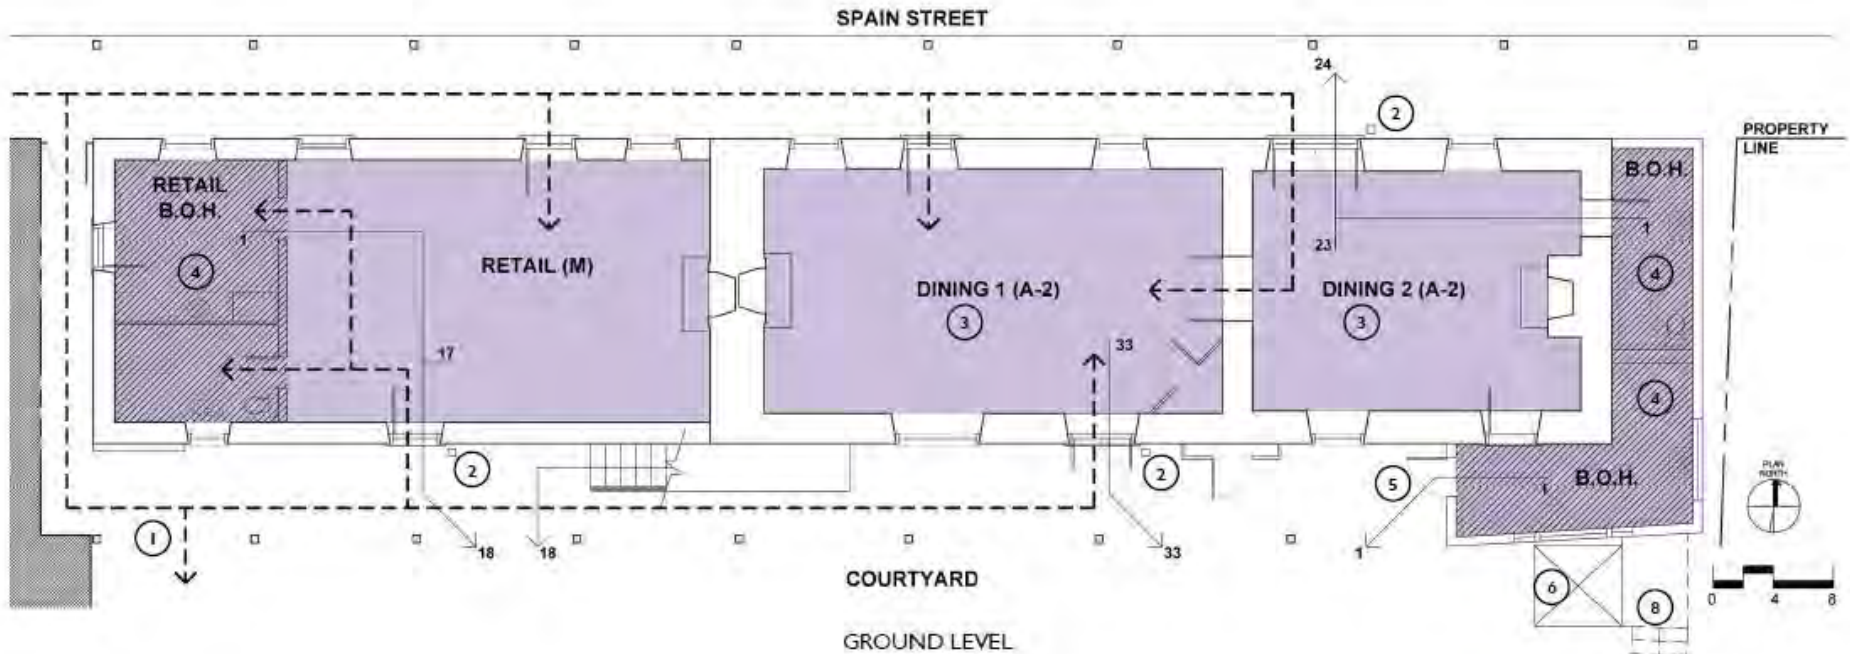 SPAIN STREET
24
2
PROPERTY
LINE
RETAIL
B.O.H.
B.O.H.
1
4
23
1
4
RETAIL (M)
DINING 1 (A-2)
3
DINING 2 (A-2)
3
17
33
4
2
2
5
1
B.O.H.
PLAN
NORTH
1
18
18
33
1
COURTYARD
6
8
0 4 8
GROUND LEVEL